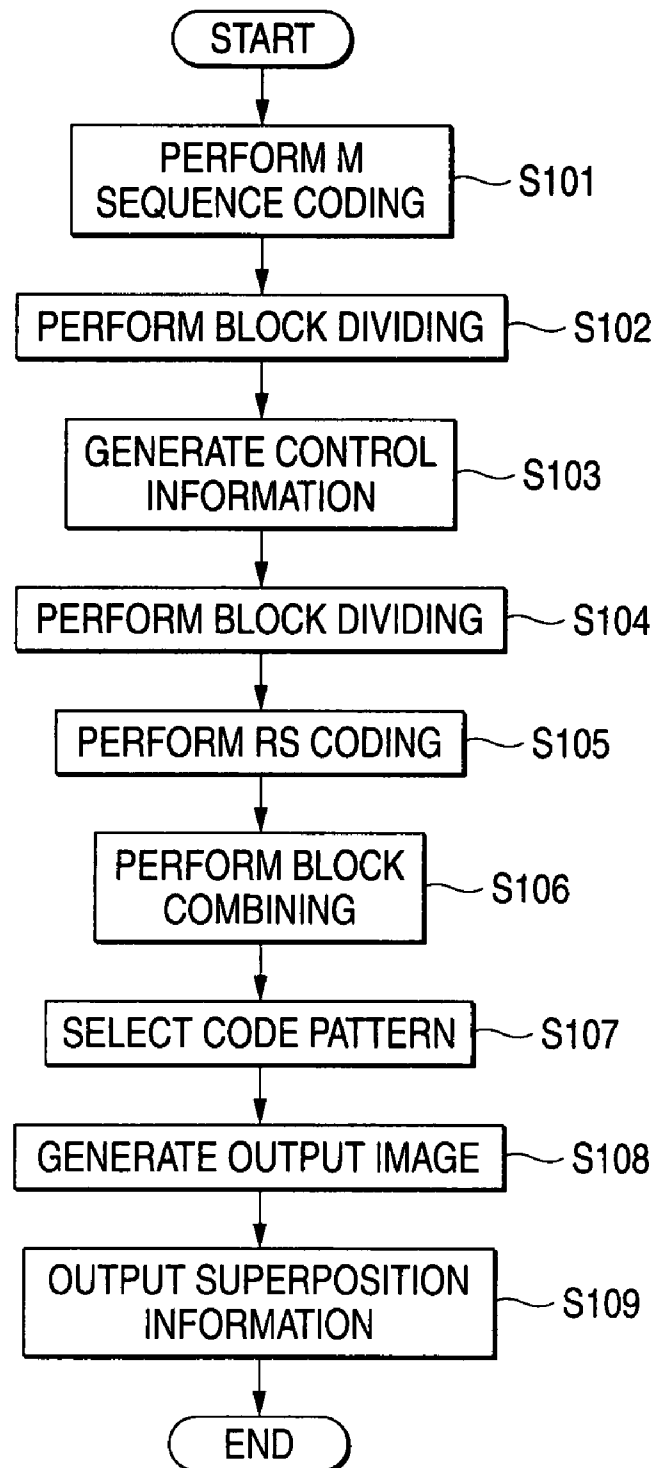 START
PERFORM M
SEQUENCE CODING
S101
PERFORM BLOCK DIVIDING
S102
GENERATE CONTROL
INFORMATION
S103
PERFORM BLOCK DIVIDING
S104
PERFORM RS CODING
S105
PERFORM BLOCK
COMBINING
S106
SELECT CODE PATTERN
S107
GENERATE OUTPUT IMAGE
S108
OUTPUT SUPERPOSITION
INFORMATION
S109
END